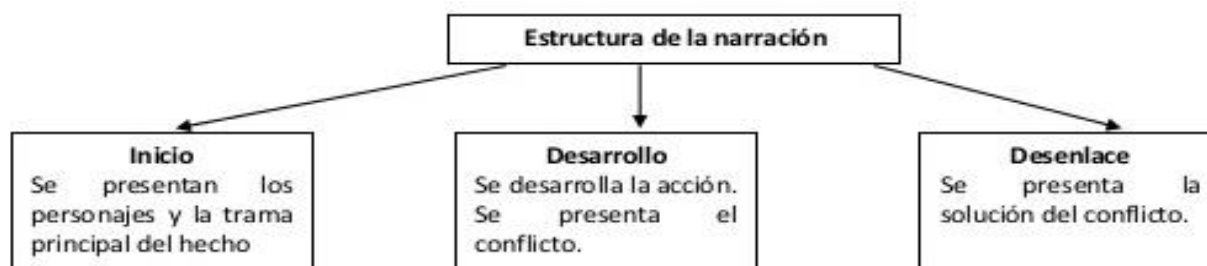 Estructura de la narración
Inicio
Se presentan los
personajes y la trama
principal del hecho
Desarrollo
Se desarrolla la acción.
Se presenta el
conflicto.
Desenlace
Se presenta la
solución del conflicto.